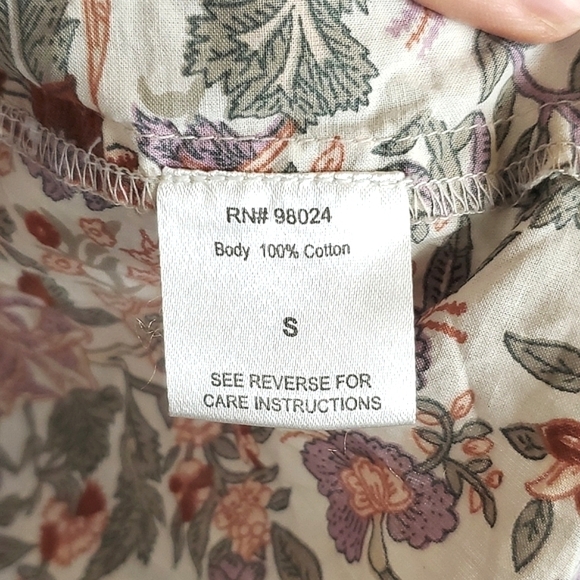 RN# 98024
Body 100% Cotton
S
SEE REVERSE FOR
CARE INSTRUCTIONS